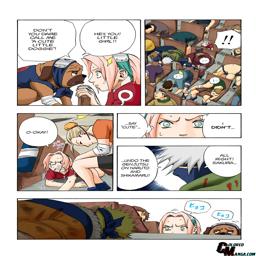 DON'T
YOU DARE
CALL ME
"A CUTE
LITTLE
DOGGIE"!
HEY YOU!
LITTLE
GIRL!!
!!
I
DIDN'T...
...SAY
"CUTE"...
O-OKAY!
ALL
RIGHT!
SAKURA...
...UNDO THE
GENJUTSU ON
NARUTO AND
SHIKAMARU!
COLORED
MANGA.COM